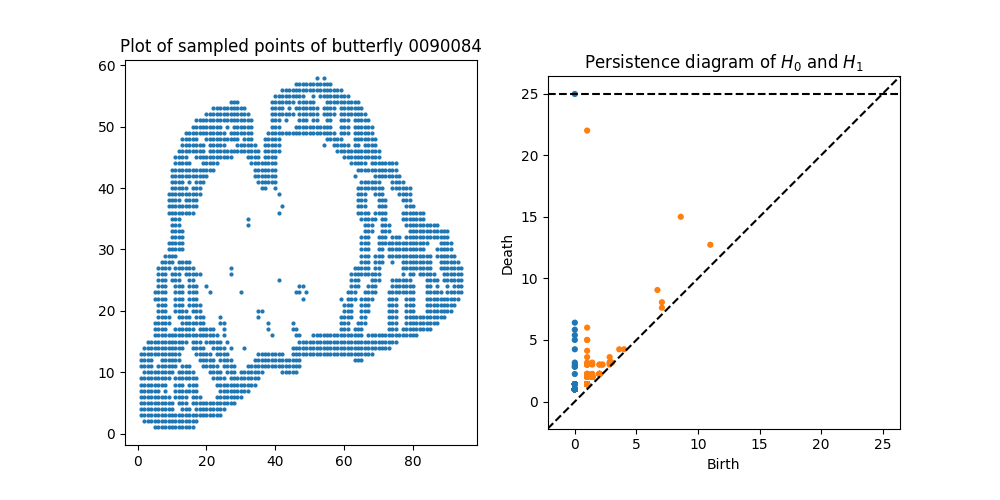 Plot of sampled points of butterfly 0090084
60
50
40
30
20
10
0
0 20 40 60 80
Persistence diagram of H₀ and H₁
Death
25
20
15
10
5
0
0 5 10 15 20 25
Birth